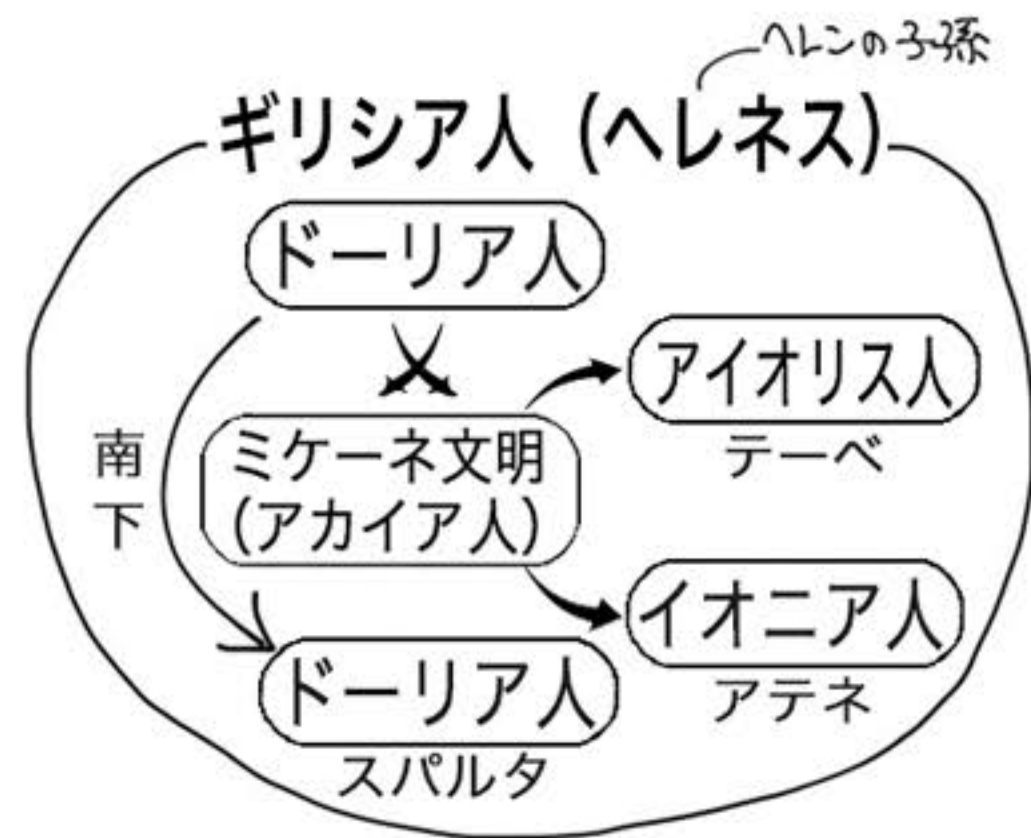 ヘレンの子孫
ギリシア人（ヘレネス）
ドーリア人
アイオリス人
テーベ
南下
ミケーネ文明
(アカイア人)
イオニア人
アテネ
ドーリア人
スパルタ